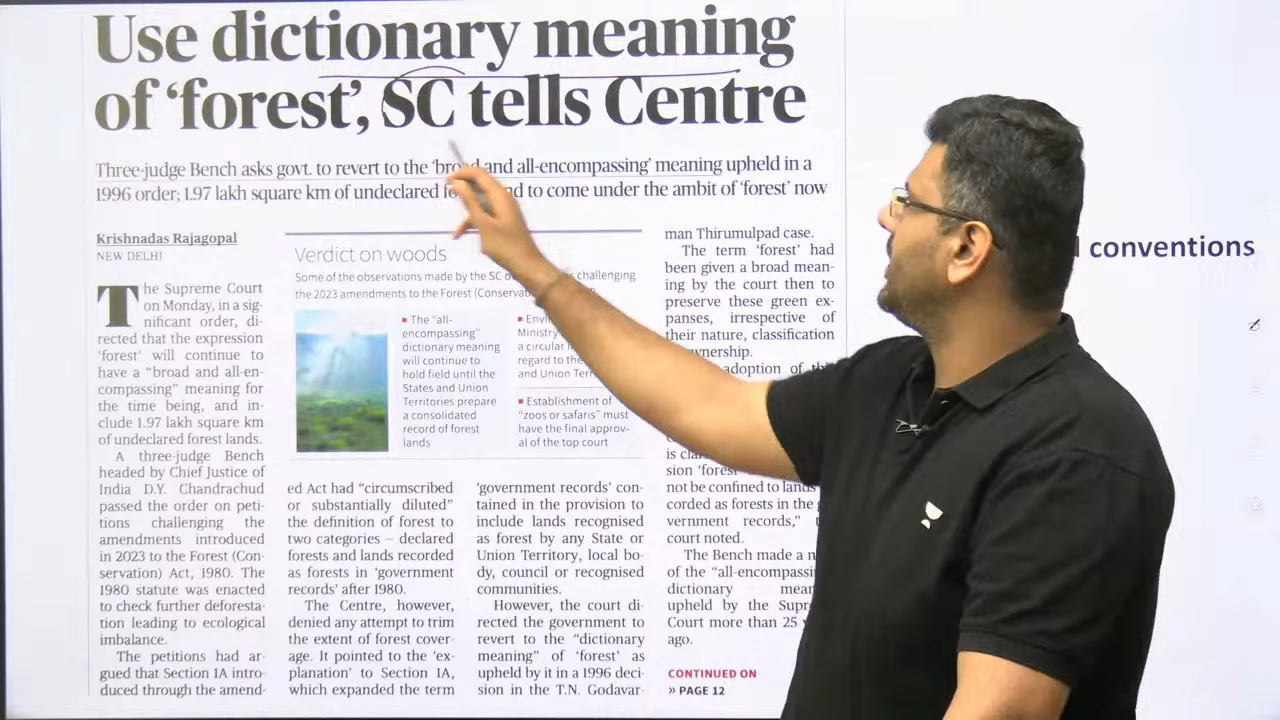 Use dictionary meaning
of ‘forest’, SC tells Centre
Three-judge Bench asks govt. to revert to the ‘broad and all-encompassing’ meaning upheld in a
1996 order; 1.97 lakh square km of undeclared to come under the ambit of ‘forest’ now
Krishnadas Rajagopal
NEW DELHI
The Supreme Court
on Monday, in a sig-
nificant order, di-
rected that the expression
‘forest’ will continue to
have a “broad and all-en-
compassing” meaning for
the time being, and in-
clude 1.97 lakh square km
of undeclared forest lands.
A three-judge Bench
headed by Chief Justice of
India D.Y. Chandrachud
passed the order on peti-
tions challenging the
amendments introduced
in 2023 to the Forest (Con-
servation) Act, 1980. The
1980 statute was enacted
to check further deforesta-
tion leading to ecological
imbalance.
The petitions had ar-
gued that Section 1A intro-
duced through the amend-
Verdict on woods
Some of the observations made by the SC challenging
the 2023 amendments to the Forest
■ The “all-
encompassing”
dictionary meaning
will continue to
hold field until the
States and Union
Territories prepare
a consolidated
record of forest
lands
■
Ministry
a circular
regard to the
and Union
■ Establishment of
“zoos or safaris” must
have the final approv-
al of the top court
ed Act had “circumscribed
or substantially diluted”
the definition of forest to
two categories – declared
forests and lands recorded
as forests in ‘government
records’ after 1980.
The Centre, however,
denied any attempt to trim
the extent of forest cover-
age. It pointed to the ‘ex-
planation’ to Section 1A,
which expanded the term
‘government records’ con-
tained in the provision to
include lands recognised
as forest by any State or
Union Territory, local bo-
dy, council or recognised
communities.
However, the court di-
rected the government to
revert to the “dictionary
meaning” of ‘forest’ as
upheld by it in a 1996 deci-
sion in the T.N. Godavar-
man Thirumulpad case.
The term ‘forest’ had
been given a broad mean-
ing by the court then to
preserve these green ex-
panses, irrespective of
their nature, classification
adoption of
is
sion
not be confined to lands
corded as forests in the
vernment records,”
court noted.
The Bench made a
of the
dictionary
upheld by the
Court more than 25
ago.
CONTINUED ON
» PAGE 12
conventions